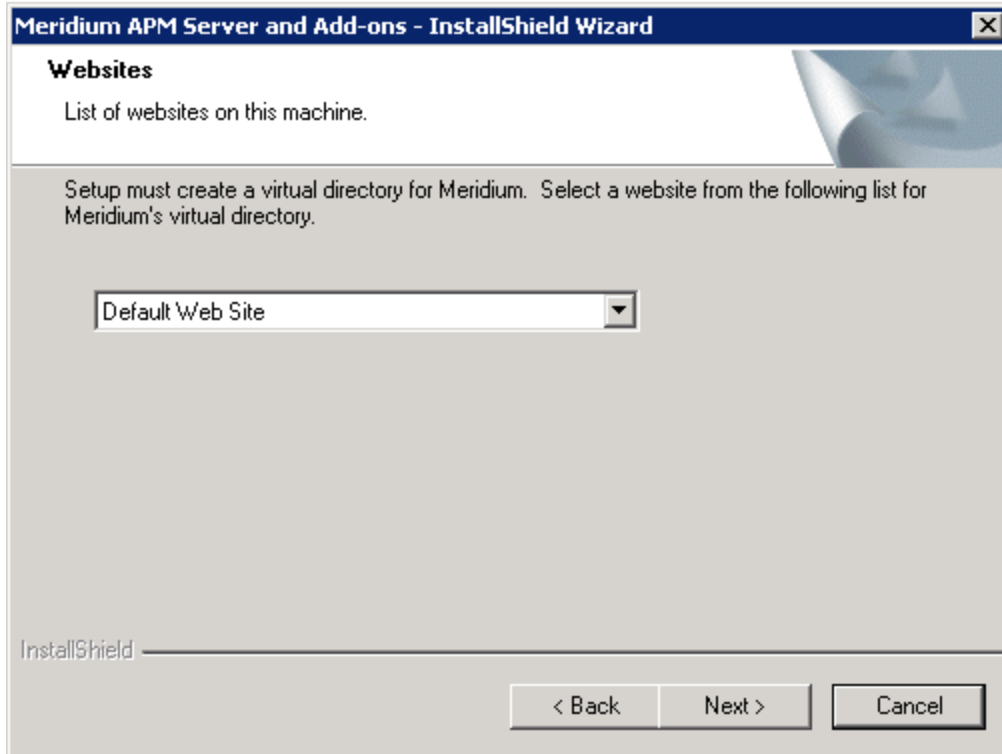 Meridium APM Server and Add-ons - InstallShield Wizard
Websites
List of websites on this machine.
Setup must create a virtual directory for Meridium.  Select a website from the following list for
Meridium's virtual directory.
Default Web Site
InstallShield
< Back
Next >
Cancel